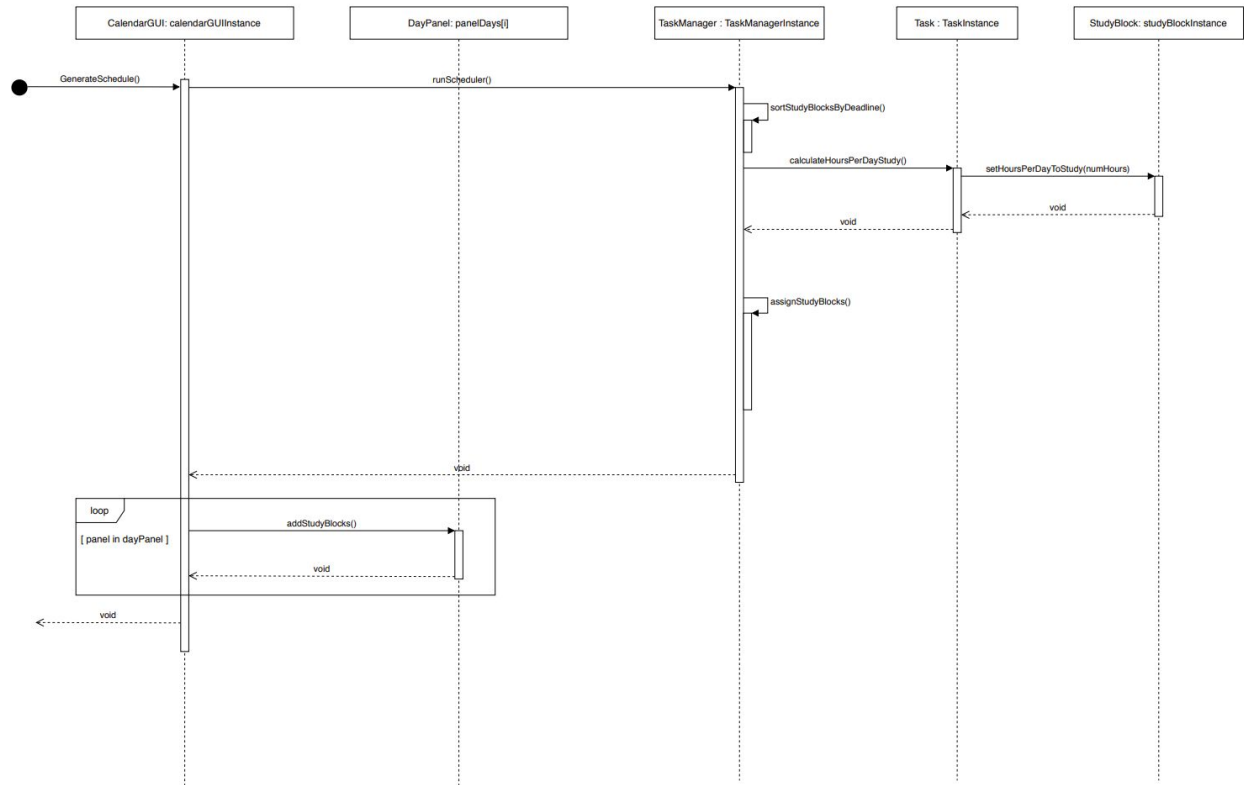 CalendarGUI: calendarGUIInstance
DayPanel: panelDays[i]
TaskManager : TaskManagerInstance
Task : TaskInstance
StudyBlock: studyBlockInstance
GenerateSchedule()
runScheduler()
sortStudyBlocksByDeadline()
calculateHoursPerDayStudy()
setHoursPerDayToStudy(numHours)
void
void
assignStudyBlocks()
void
loop
addStudyBlocks()
[ panel in dayPanel ]
void
void